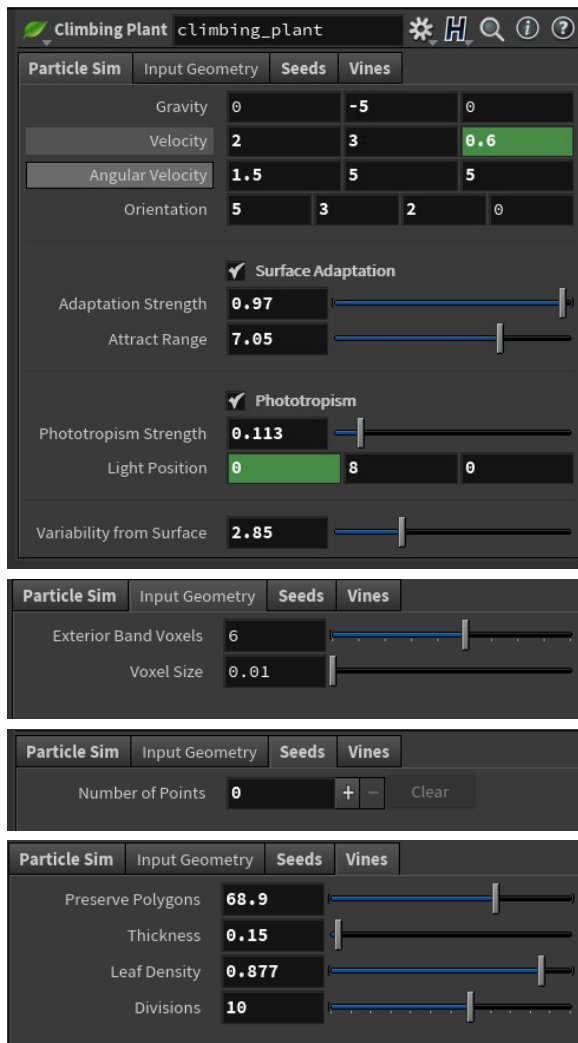 Climbing Plant climbing_plant
Particle Sim Input Geometry Seeds Vines
Gravity 0 -5 0
Velocity 2 3 0.6
Angular Velocity 1.5 5 5
Orientation 5 3 2 0
Surface Adaptation
Adaptation Strength 0.97
Attract Range 7.05
Phototropism
Phototropism Strength 0.113
Light Position 0 8 0
Variability from Surface 2.85
Particle Sim Input Geometry Seeds Vines
Exterior Band Voxels 6
Voxel Size 0.01
Particle Sim Input Geometry Seeds Vines
Number of Points 0 + - Clear
Particle Sim Input Geometry Seeds Vines
Preserve Polygons 68.9
Thickness 0.15
Leaf Density 0.877
Divisions 10